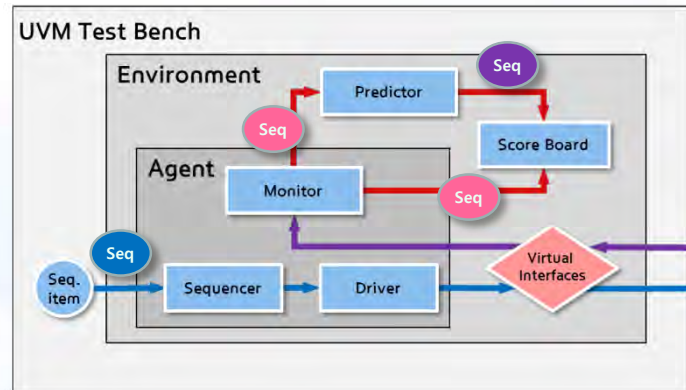 UVM Test Bench
Environment
Seq
Predictor
Seq
Score Board
Agent
Monitor
Seq
Seq
Virtual
Interfaces
Seq.
item
Sequencer
Driver